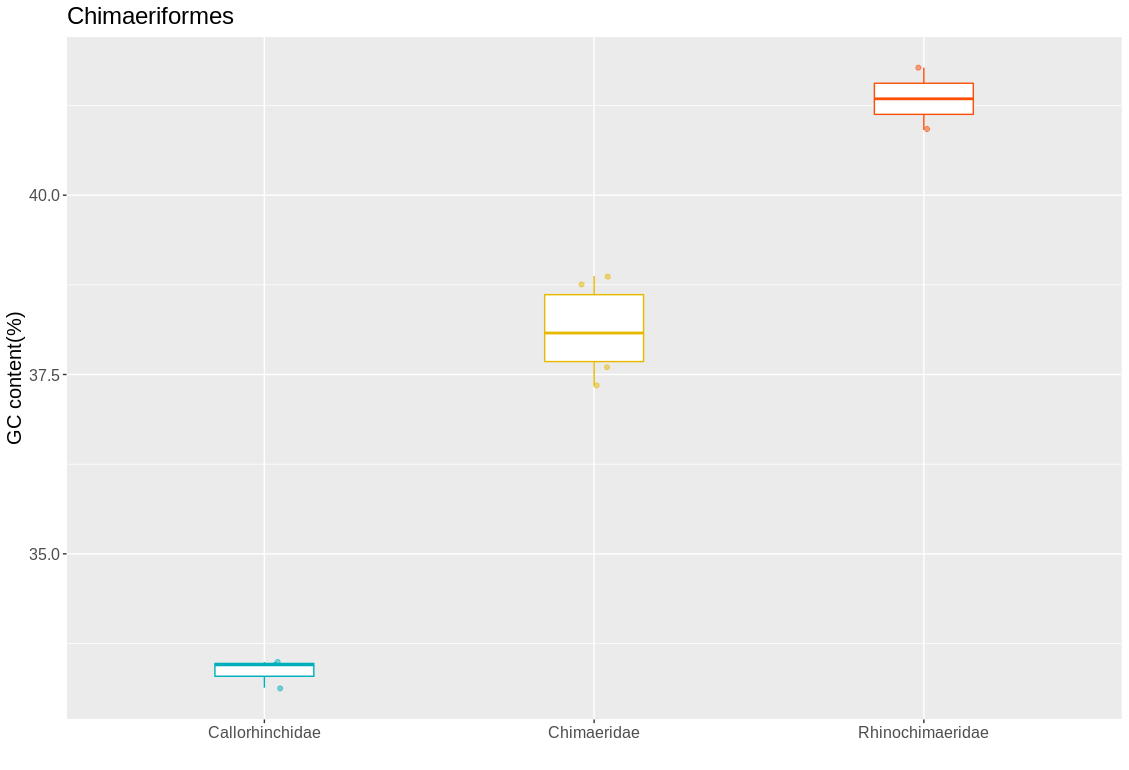 Chimaeriformes
GC content(%)
40.0
37.5
35.0
Callorhinchidae
Chimaeridae
Rhinochimaeridae